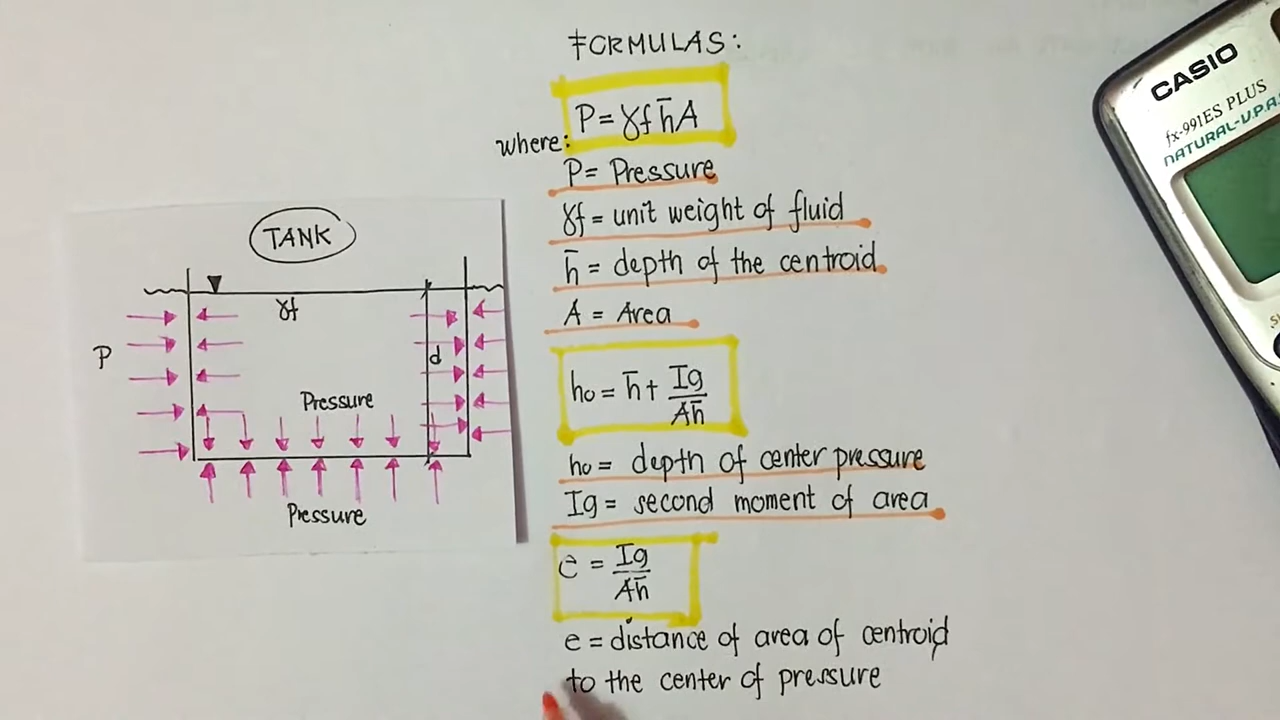 FORMULAS:
P = γf h̄A
where:
P = Pressure
γf = unit weight of fluid
h̄ = depth of the centroid
A = Area
ho = h̄ + Ig/Ah̄
ho = depth of center pressure
Ig = second moment of area
e = Ig/Ah̄
e = distance of area of centroid
to the center of pressure
TANK
γf
P
d
Pressure
Pressure
CASIO
fx-991ES PLUS
NATURAL-V.P.A.